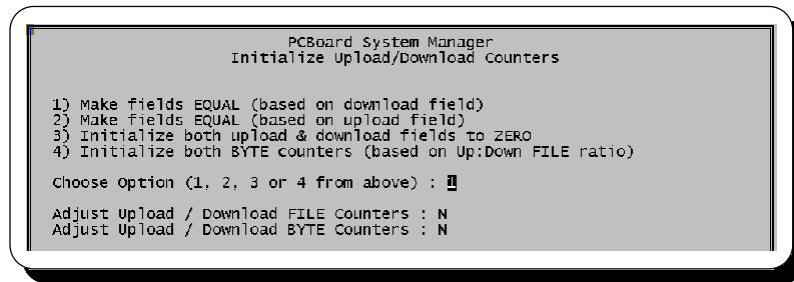 PCBoard System Manager
Initialize Upload/Download Counters
1) Make fields EQUAL (based on download field)
2) Make fields EQUAL (based on upload field)
3) Initialize both upload & download fields to ZERO
4) Initialize both BYTE counters (based on Up:Down FILE ratio)
Choose Option (1, 2, 3 or 4 from above) : 1
Adjust Upload / Download FILE Counters : N
Adjust Upload / Download BYTE Counters : N